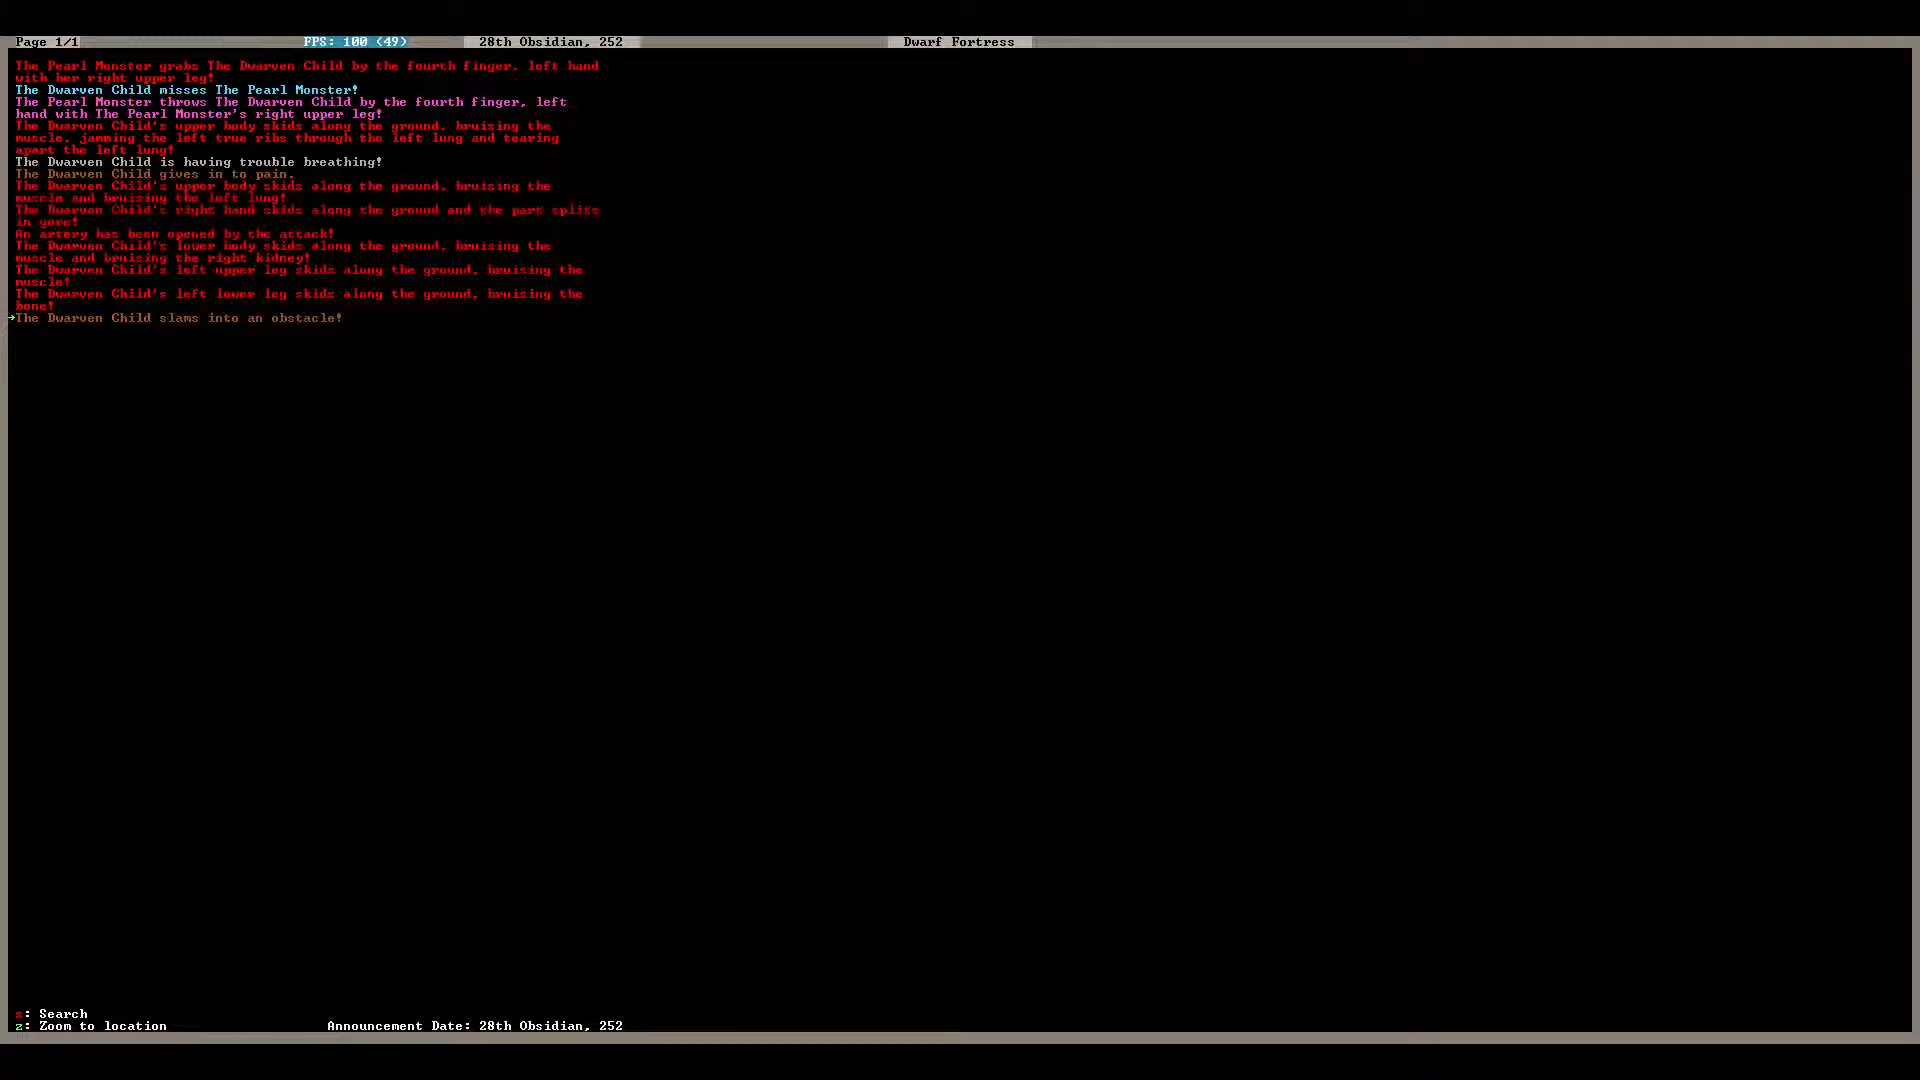 Page 1/1 FPS: 100 (49) 28th Obsidian, 252 Dwarf Fortress
The Pearl Monster grabs The Dwarven Child by the fourth finger, left hand
with her right upper leg!
The Dwarven Child misses The Pearl Monster!
The Pearl Monster throws The Dwarven Child by the fourth finger, left
hand with The Pearl Monster's right upper leg!
The Dwarven Child's upper body skids along the ground, bruising the
muscle, jamming the left true ribs through the left lung and tearing
apart the left lung!
The Dwarven Child is having trouble breathing!
The Dwarven Child gives in to pain.
The Dwarven Child's upper body skids along the ground, bruising the
muscle and bruising the left lung!
The Dwarven Child's right hand skids along the ground and the part splits
in gore!
An artery has been opened by the attack!
The Dwarven Child's lower body skids along the ground, bruising the
muscle and bruising the right kidney!
The Dwarven Child's left upper leg skids along the ground, bruising the
muscle!
The Dwarven Child's left lower leg skids along the ground, bruising the
bone!
→The Dwarven Child slams into an obstacle!
s: Search
z: Zoom to location Announcement Date: 28th Obsidian, 252